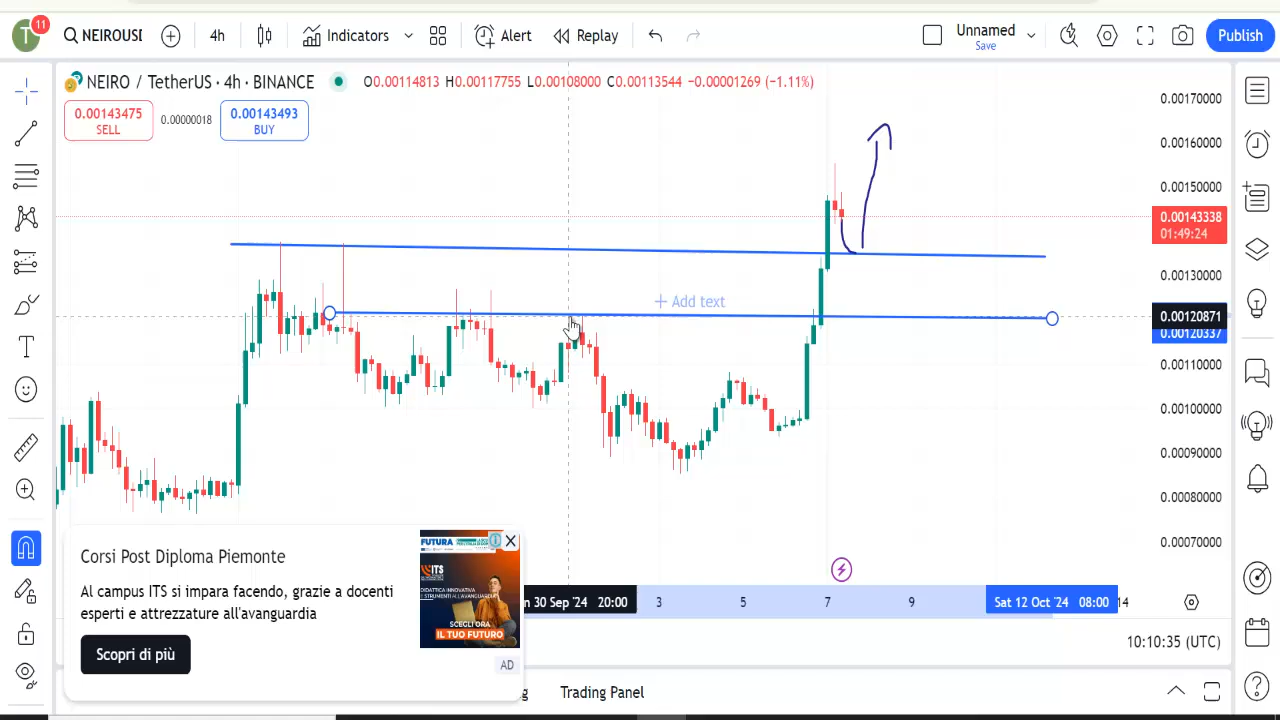 T
11
NEIROUSI
4h
Indicators
Alert
Replay
Unnamed
Save
Publish
NEIRO / TetherUS · 4h · BINANCE
O0.00114813 H0.00117755 L0.00108000 C0.00113544 −0.00001269 (−1.11%)
0.00143475
SELL
0.00000018
0.00143493
BUY
0.00170000
0.00160000
0.00150000
0.00143338
01:49:24
0.00130000
0.00120871
0.00120337
0.00110000
0.00100000
0.00090000
0.00080000
0.00070000
+ Add text
Corsi Post Diploma Piemonte
Al campus ITS si impara facendo, grazie a docenti
esperti e attrezzature all'avanguardia
Scopri di più
FUTURA
ITS
SCEGLI ORA
IL TUO FUTURO
AD
n 30 Sep '24 20:00
3
5
7
9
Sat 12 Oct '24 08:00
14
10:10:35 (UTC)
g
Trading Panel